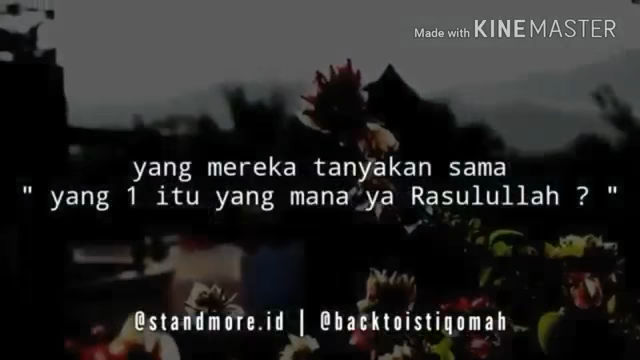 Made with KINEMASTER
yang mereka tanyakan sama
" yang 1 itu yang mana ya Rasulullah ? "
@standmore.id | @backtoistiqomah